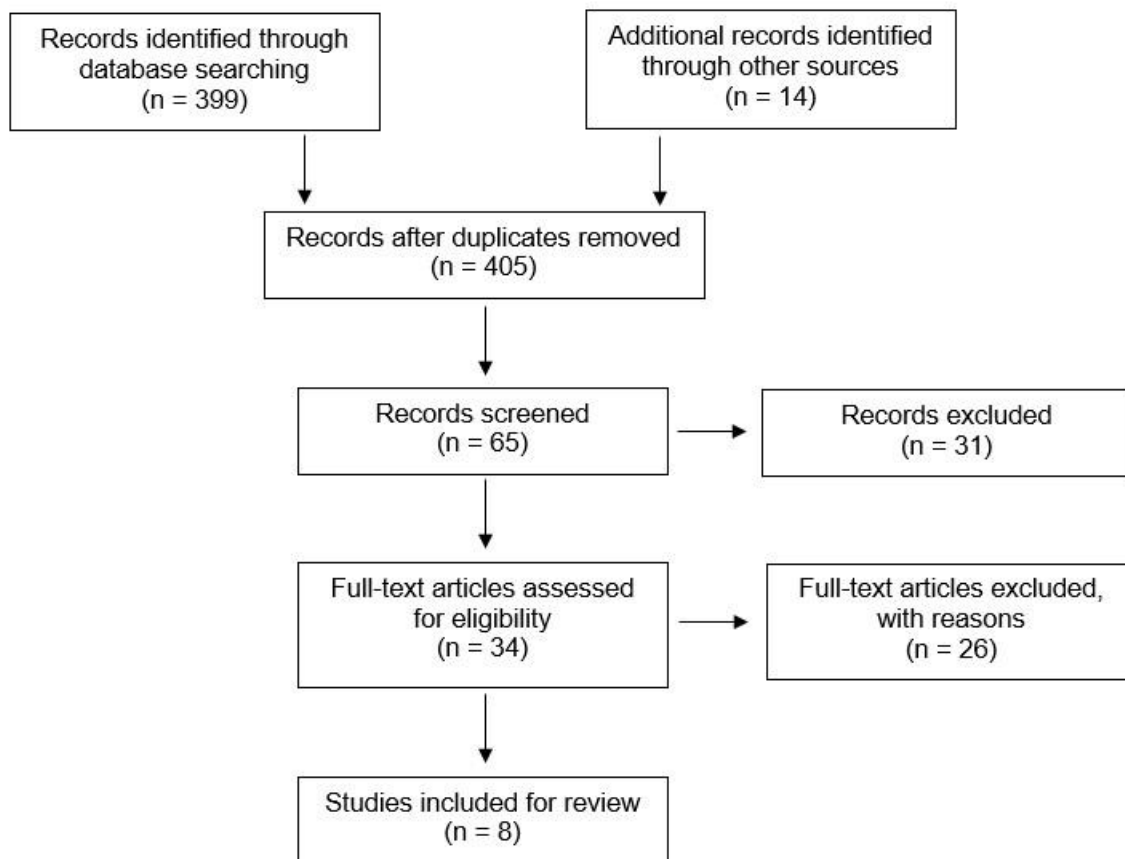 Records identified through
database searching
(n = 399)
Additional records identified
through other sources
(n = 14)
Records after duplicates removed
(n = 405)
Records screened
(n = 65)
Records excluded
(n = 31)
Full-text articles assessed
for eligibility
(n = 34)
Full-text articles excluded,
with reasons
(n = 26)
Studies included for review
(n = 8)